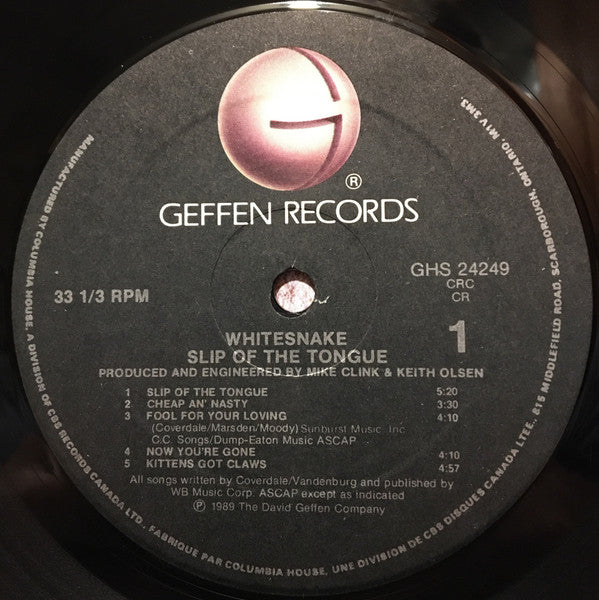 ®
GEFFEN RECORDS
33 1/3 RPM
GHS 24249
CRC
CR
1
WHITESNAKE
SLIP OF THE TONGUE
PRODUCED AND ENGINEERED BY MIKE CLINK & KEITH OLSEN
1 SLIP OF THE TONGUE 5:20
2 CHEAP AN' NASTY 3:30
3 FOOL FOR YOUR LOVING 4:10
(Coverdale/Marsden/Moody) Sunburst Music, Inc.
C.C. Songs/Dump-Eaton Music ASCAP
4 NOW YOU'RE GONE 4:10
5 KITTENS GOT CLAWS 4:57
All songs written by Coverdale/Vandenburg and published by
WB Music Corp. ASCAP except as indicated
℗ 1989 The David Geffen Company
MANUFACTURED BY COLUMBIA HOUSE, A DIVISION OF CBS RECORDS CANADA LTD. / FABRIQUE PAR COLUMBIA HOUSE, UNE DIVISION DE CBS DISQUES CANADA LTEE. 815 MIDDLEFIELD ROAD, SCARBOROUGH, ONTARIO. M1V 3M3